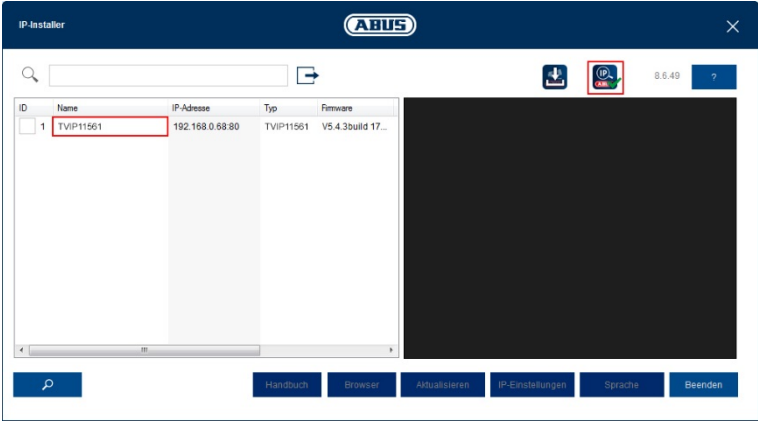 IP-Installer
ABUS
8.6.49 ?
ID Name IP-Adresse Typ Firmware
1 TVIP11561 192.168.0.68:80 TVIP11561 V5.4.3build 17...
Handbuch Browser Aktualisieren IP-Einstellungen Sprache Beenden